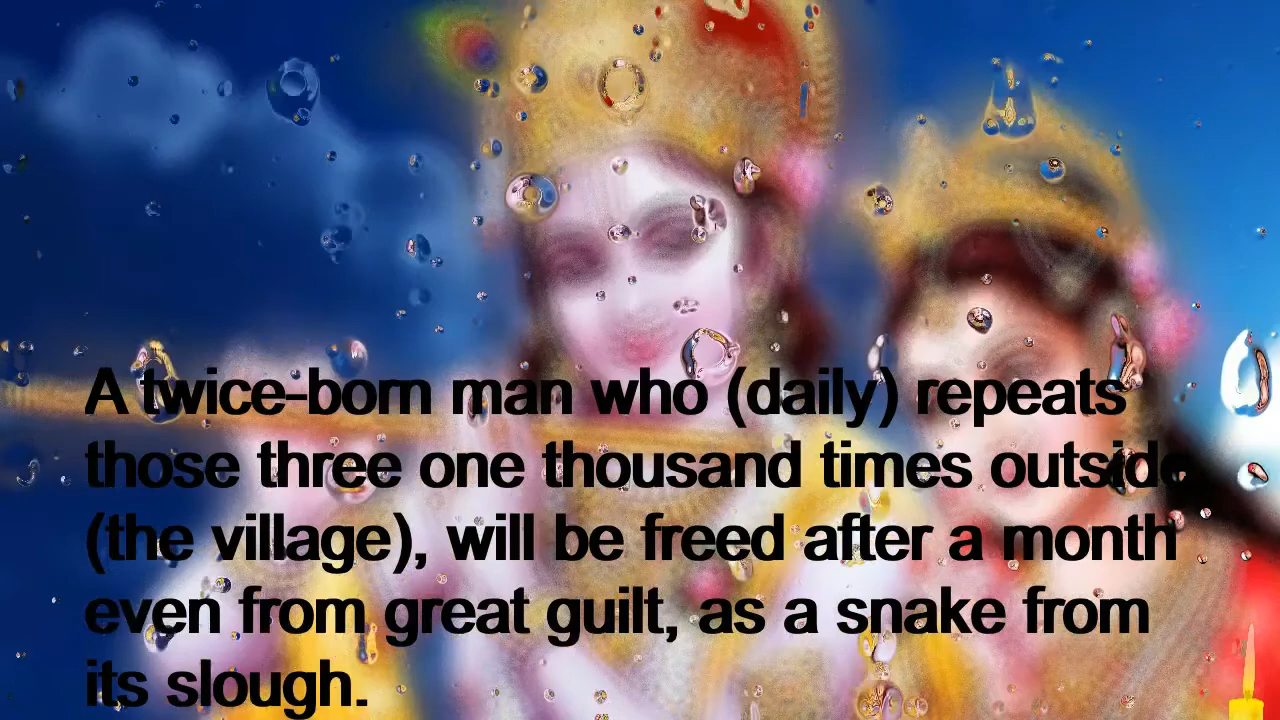 A twice-born man who (daily) repeats
those three one thousand times outside
(the village), will be freed after a month
even from great guilt, as a snake from
its slough.